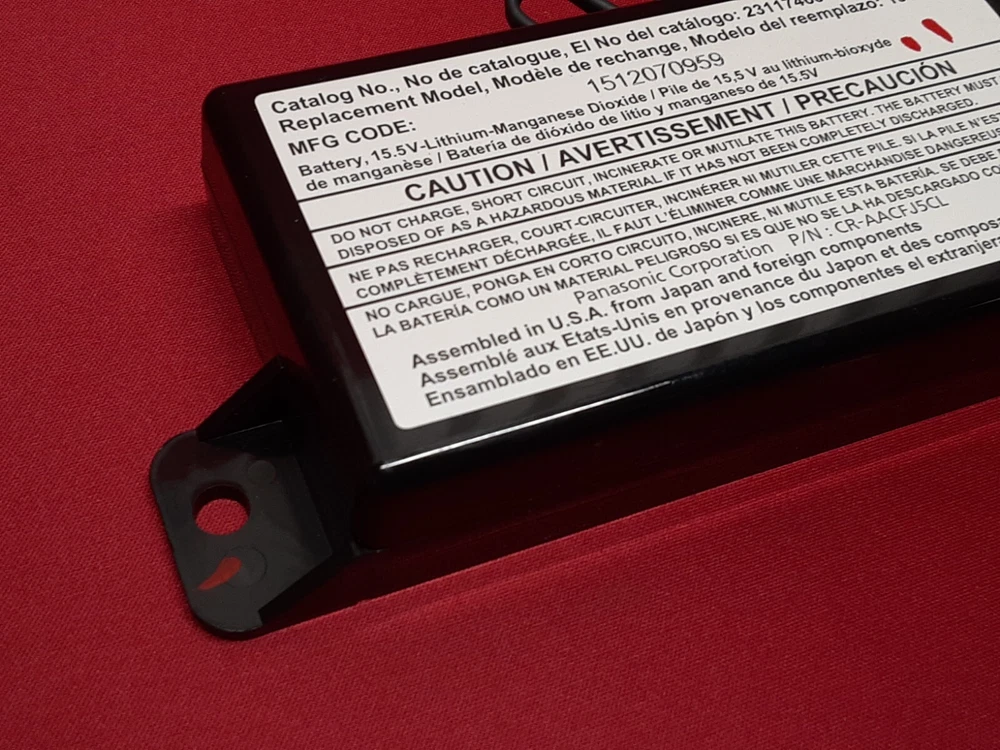 Catalog No., No de catalogue, El No del catálogo:
Replacement Model, Modèle de rechange, Modelo del reemplazo:
MFG CODE: 1512070959
Battery, 15.5V-Lithium-Manganese Dioxide / Pile de 15,5 V au lithium-bioxyde
de manganèse / Batería de dióxido de litio y manganeso de 15.5V
CAUTION / AVERTISSEMENT / PRECAUCIÓN
DO NOT CHARGE, SHORT CIRCUIT, INCINERATE OR MUTILATE THIS BATTERY. THE BATTERY MUST
DISPOSED OF AS A HAZARDOUS MATERIAL IF IT HAS NOT BEEN COMPLETELY DISCHARGED.
NE PAS RECHARGER, COURT-CIRCUITER, INCINÉRER NI MUTILER CETTE PILE. SI LA PILE N'ES
COMPLÈTEMENT DÉCHARGÉE, IL FAUT L'ÉLIMINER COMME UNE MARCHANDISE DANGEREUS
NO CARGUE, PONGA EN CORTO CIRCUITO, INCINERE, NI MUTILE ESTA BATERÍA. SE DEBE
LA BATERÍA COMO UN MATERIAL PELIGROSO SI ES QUE NO SE LA HA DESCARGADO CO
Panasonic Corporation P/N : CR-AACFJ5CL
Assembled in U.S.A. from Japan and foreign components
Assemblé aux Etats-Unis en provenance du Japon et des compos
Ensamblado en EE.UU. de Japón y los componentes el extranjer